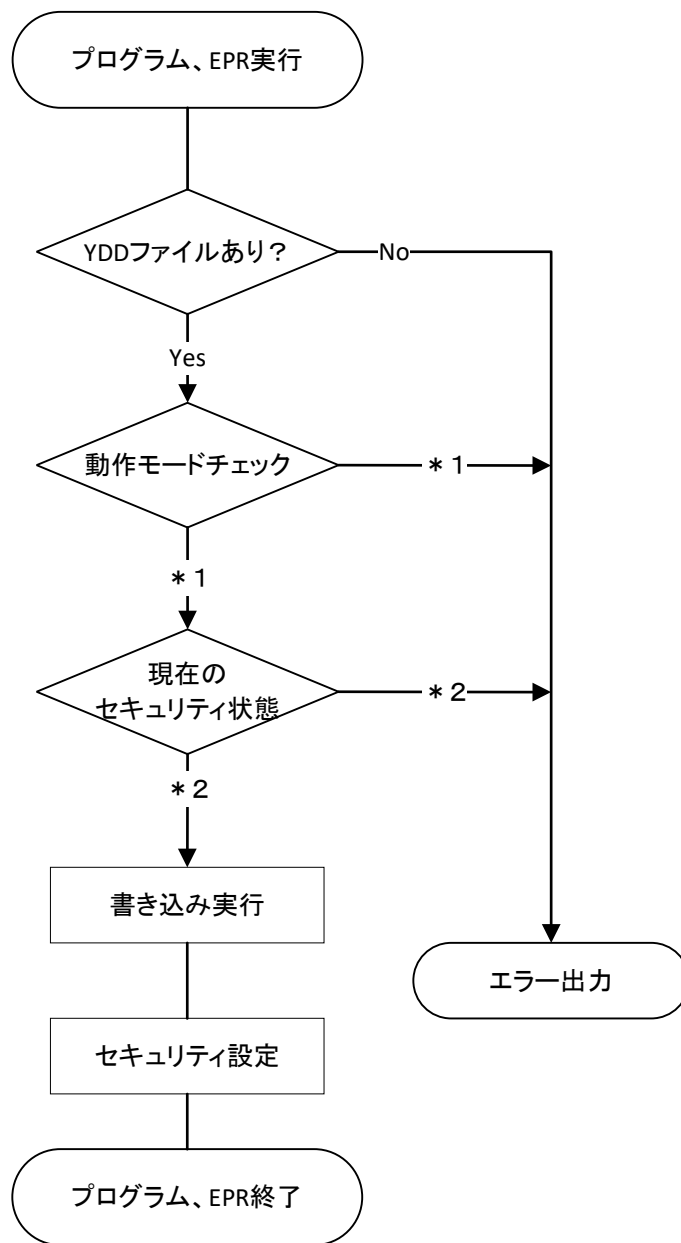 プログラム、EPR実行
YDDファイルあり？
No
Yes
動作モードチェック
＊１
＊１
現在の
セキュリティ状態
＊２
＊２
書き込み実行
エラー出力
セキュリティ設定
プログラム、EPR終了